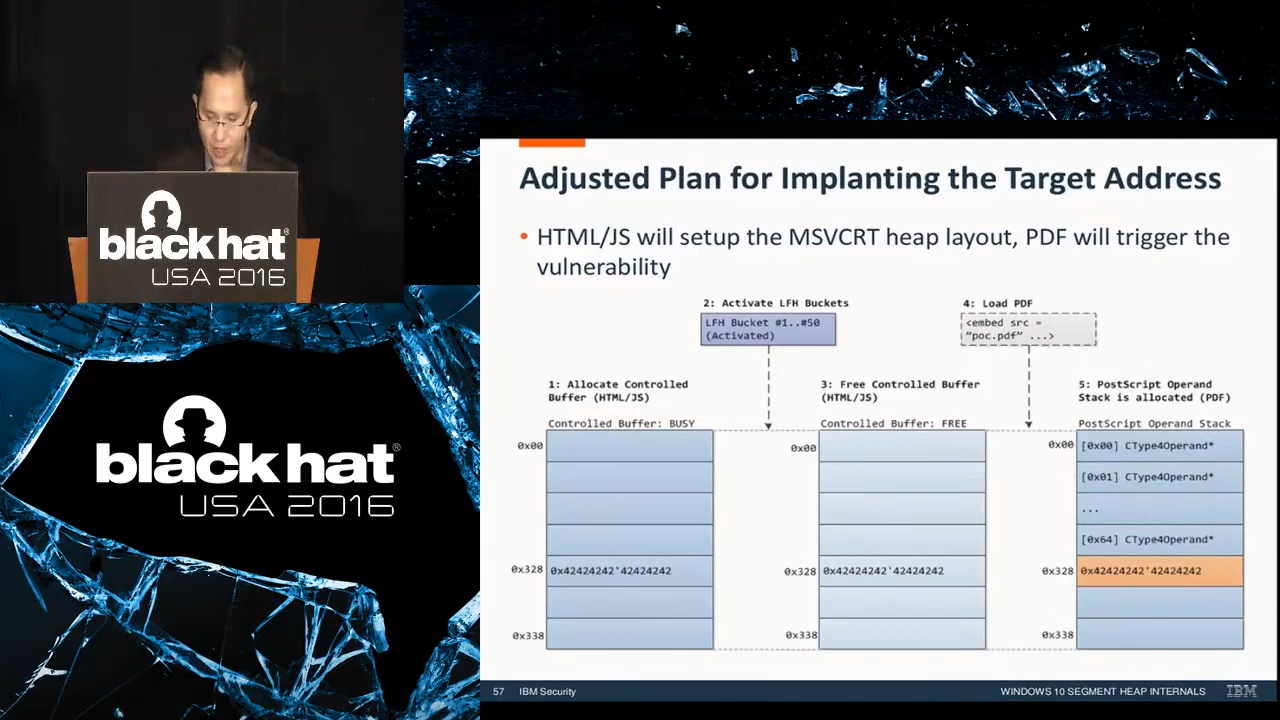 black hat®
USA 2016
black hat®
USA 2016
Adjusted Plan for Implanting the Target Address
• HTML/JS will setup the MSVCRT heap layout, PDF will trigger the
vulnerability
2: Activate LFH Buckets
LFH Bucket #1..#50
(Activated)
4: Load PDF
<embed src =
"poc.pdf" ...>
1: Allocate Controlled
Buffer (HTML/JS)
Controlled Buffer: BUSY
0x00
0x328
0x42424242'42424242
0x338
3: Free Controlled Buffer
(HTML/JS)
Controlled Buffer: FREE
0x00
0x328
0x42424242'42424242
0x338
5: PostScript Operand
Stack is allocated (PDF)
PostScript Operand Stack
0x00
[0x00] CType4Operand*
[0x01] CType4Operand*
...
[0x64] CType4Operand*
0x328
0x42424242'42424242
0x338
57
IBM Security
WINDOWS 10 SEGMENT HEAP INTERNALS
IBM